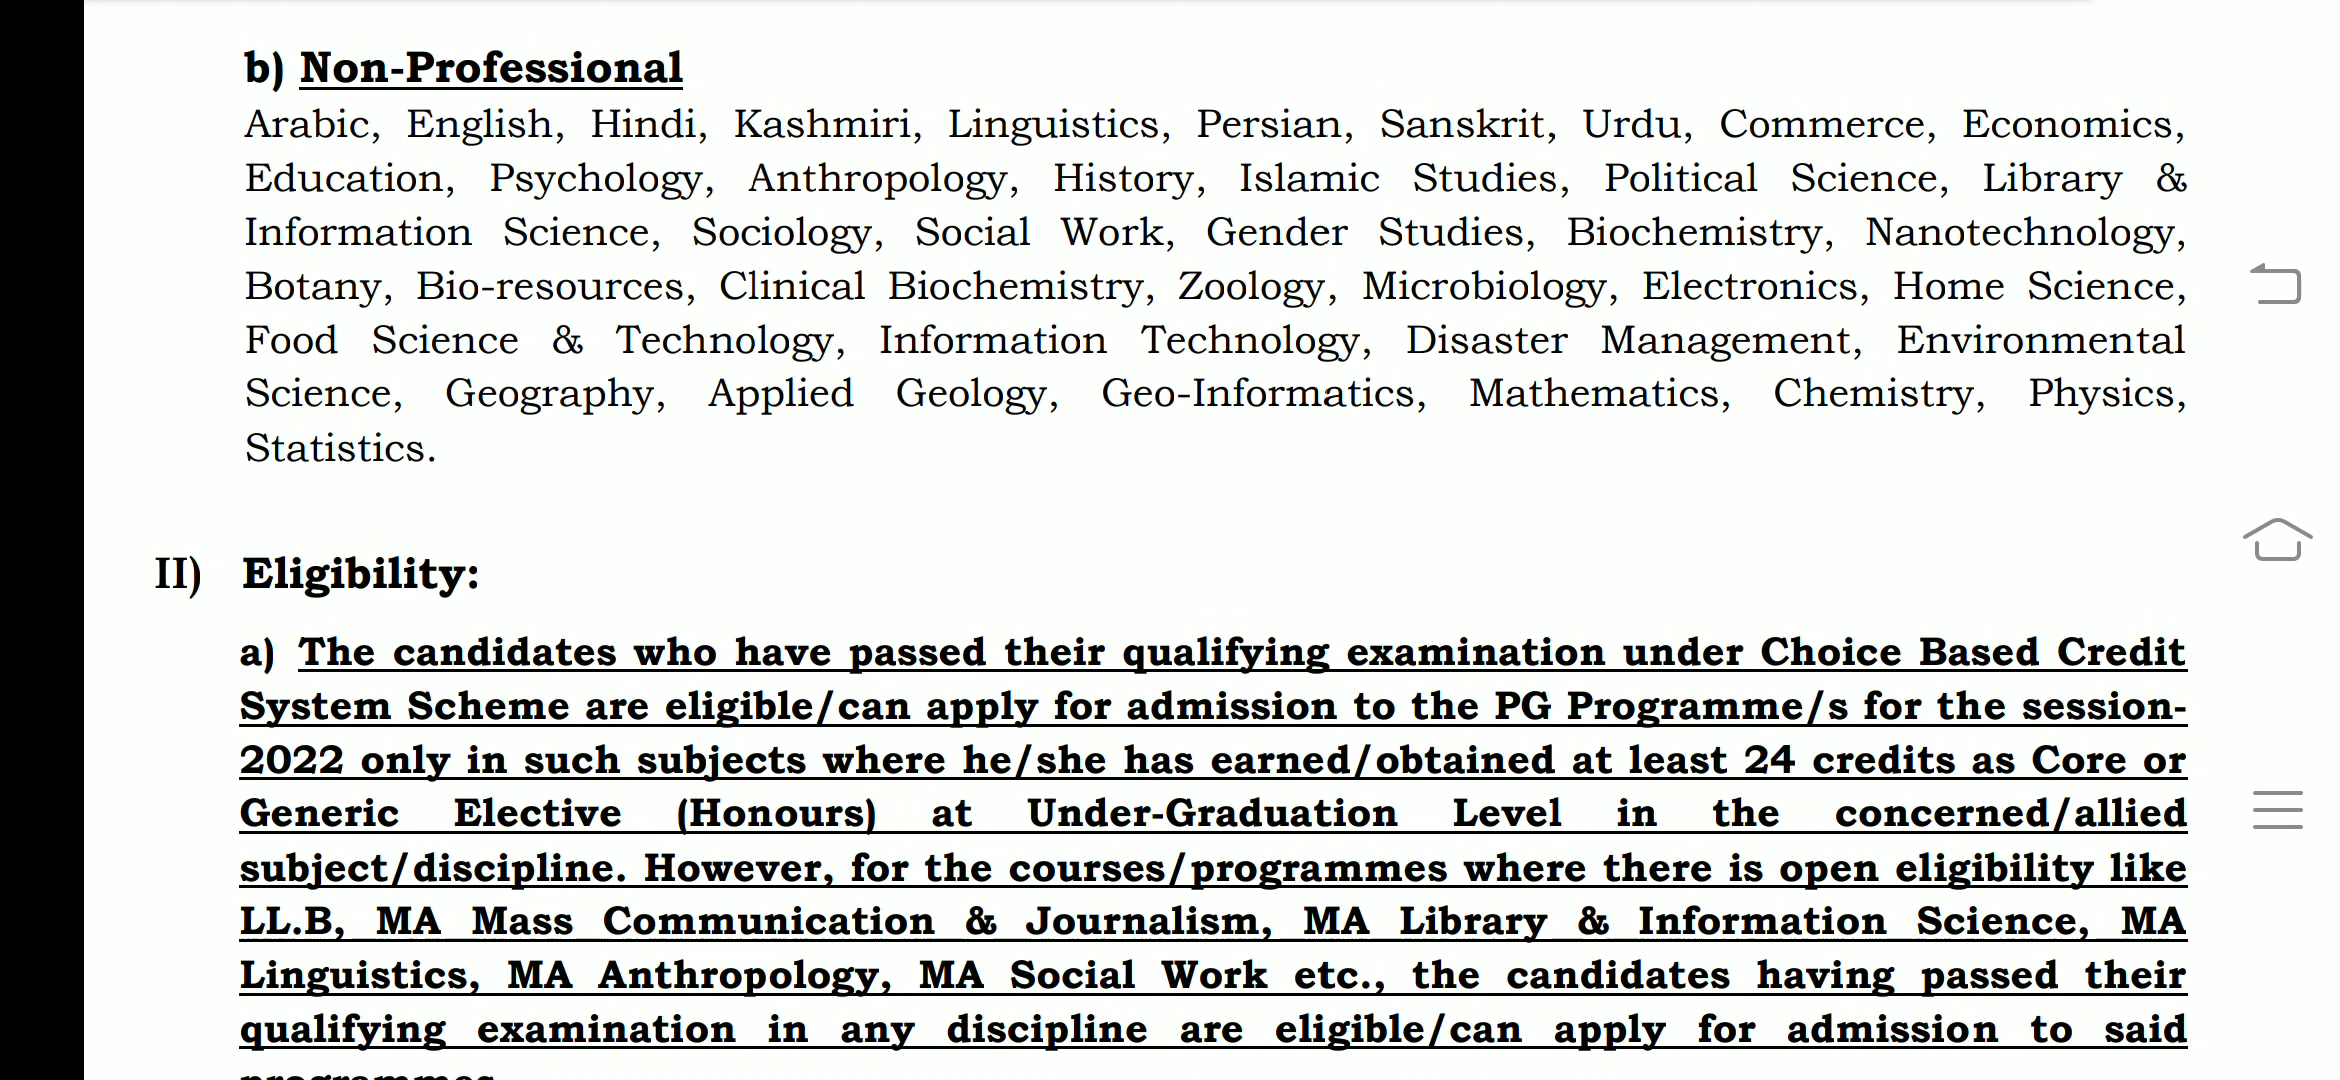 b) Non-Professional
Arabic, English, Hindi, Kashmiri, Linguistics, Persian, Sanskrit, Urdu, Commerce, Economics,
Education, Psychology, Anthropology, History, Islamic Studies, Political Science, Library &
Information Science, Sociology, Social Work, Gender Studies, Biochemistry, Nanotechnology,
Botany, Bio-resources, Clinical Biochemistry, Zoology, Microbiology, Electronics, Home Science,
Food Science & Technology, Information Technology, Disaster Management, Environmental
Science, Geography, Applied Geology, Geo-Informatics, Mathematics, Chemistry, Physics,
Statistics.
II) Eligibility:
a) The candidates who have passed their qualifying examination under Choice Based Credit
System Scheme are eligible/can apply for admission to the PG Programme/s for the session-
2022 only in such subjects where he/she has earned/obtained at least 24 credits as Core or
Generic Elective (Honours) at Under-Graduation Level in the concerned/allied
subject/discipline. However, for the courses/programmes where there is open eligibility like
LL.B, MA Mass Communication & Journalism, MA Library & Information Science, MA
Linguistics, MA Anthropology, MA Social Work etc., the candidates having passed their
qualifying examination in any discipline are eligible/can apply for admission to said